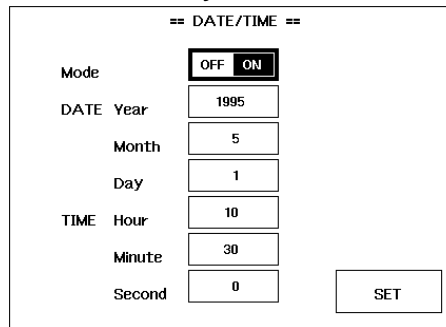 == DATE/TIME ==
Mode OFF ON
DATE Year 1995
Month 5
Day 1
TIME Hour 10
Minute 30
Second 0 SET